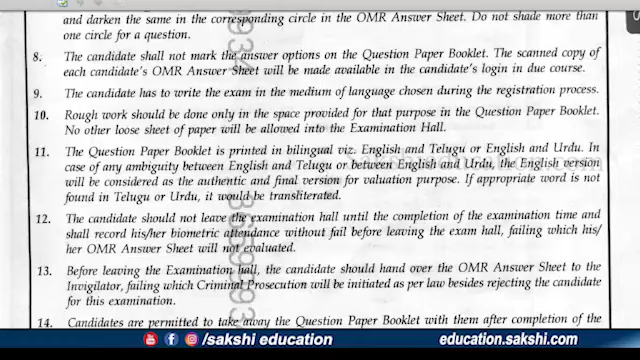 and darken the same in the corresponding circle in the OMR Answer Sheet. Do not shade more than
one circle for a question.
8. The candidate shall not mark the answer options on the Question Paper Booklet. The scanned copy of
each candidate's OMR Answer Sheet will be made available in the candidate's login in due course.
9. The candidate has to write the exam in the medium of language chosen during the registration process.
10. Rough work should be done only in the space provided for that purpose in the Question Paper Booklet.
No other loose sheet of paper will be allowed into the Examination Hall.
11. The Question Paper Booklet is printed in bilingual viz. English and Telugu or English and Urdu. In
case of any ambiguity between English and Telugu or between English and Urdu, the English version
will be considered as the authentic and final version for valuation purpose. If appropriate word is not
found in Telugu or Urdu, it would be transliterated.
12. The candidate should not leave the examination hall until the completion of the examination time and
shall record his/her biometric attendance without fail before leaving the exam hall, failing which his/
her OMR Answer Sheet will not evaluated.
13. Before leaving the Examination hall, the candidate should hand over the OMR Answer Sheet to the
Invigilator, failing which Criminal Prosecution will be initiated as per law besides rejecting the candidate
for this examination.
14. Candidates are permitted to take away the Question Paper Booklet with them after completion of the
/sakshi education education.sakshi.com